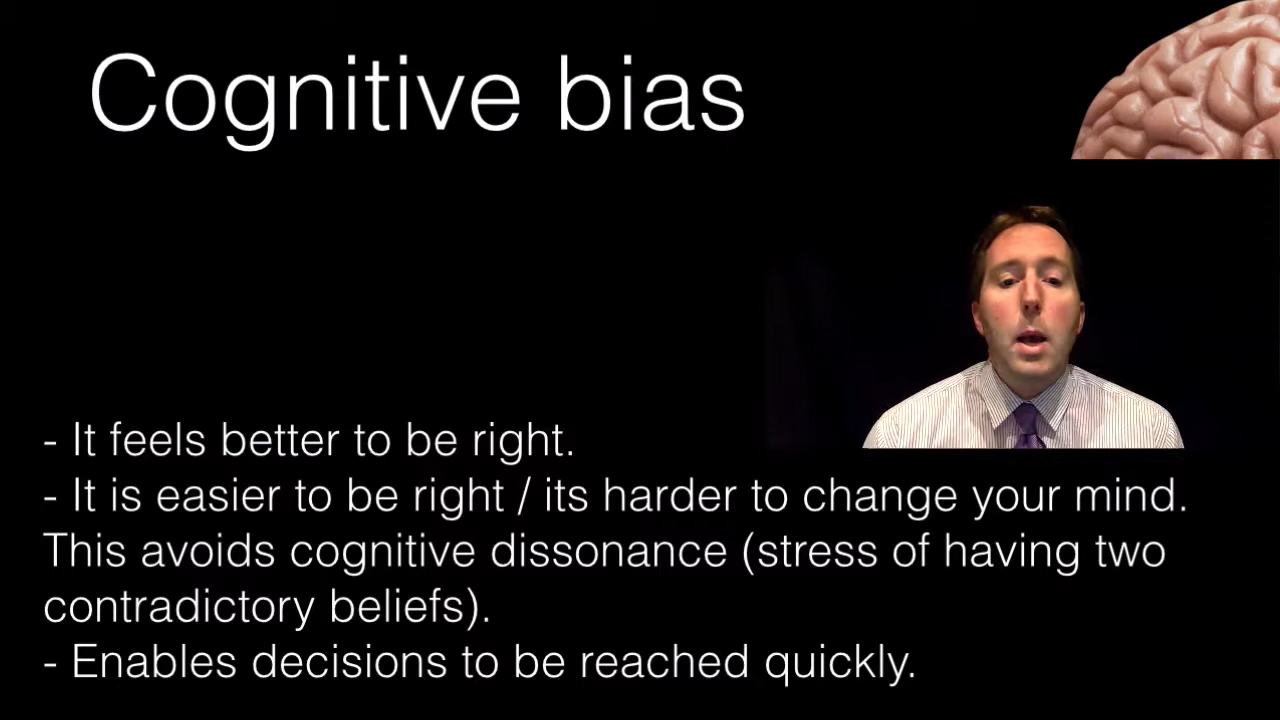 Cognitive bias
- It feels better to be right.
- It is easier to be right / its harder to change your mind.
This avoids cognitive dissonance (stress of having two
contradictory beliefs).
- Enables decisions to be reached quickly.